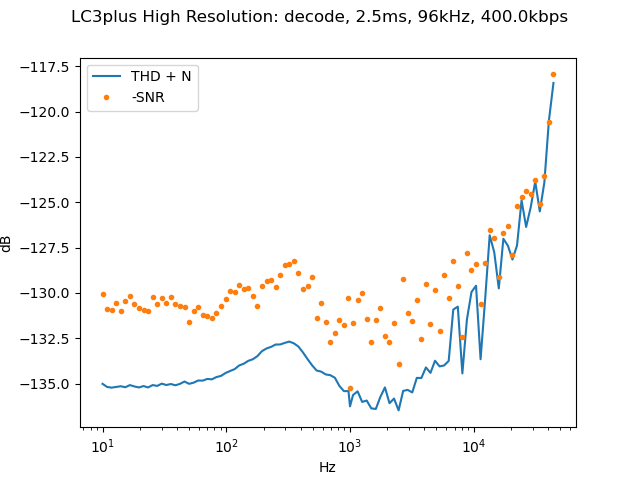 LC3plus High Resolution: decode, 2.5ms, 96kHz, 400.0kbps
THD + N
-SNR
dB
−117.5
−120.0
−122.5
−125.0
−127.5
−130.0
−132.5
−135.0
10¹
10²
10³
10⁴
Hz